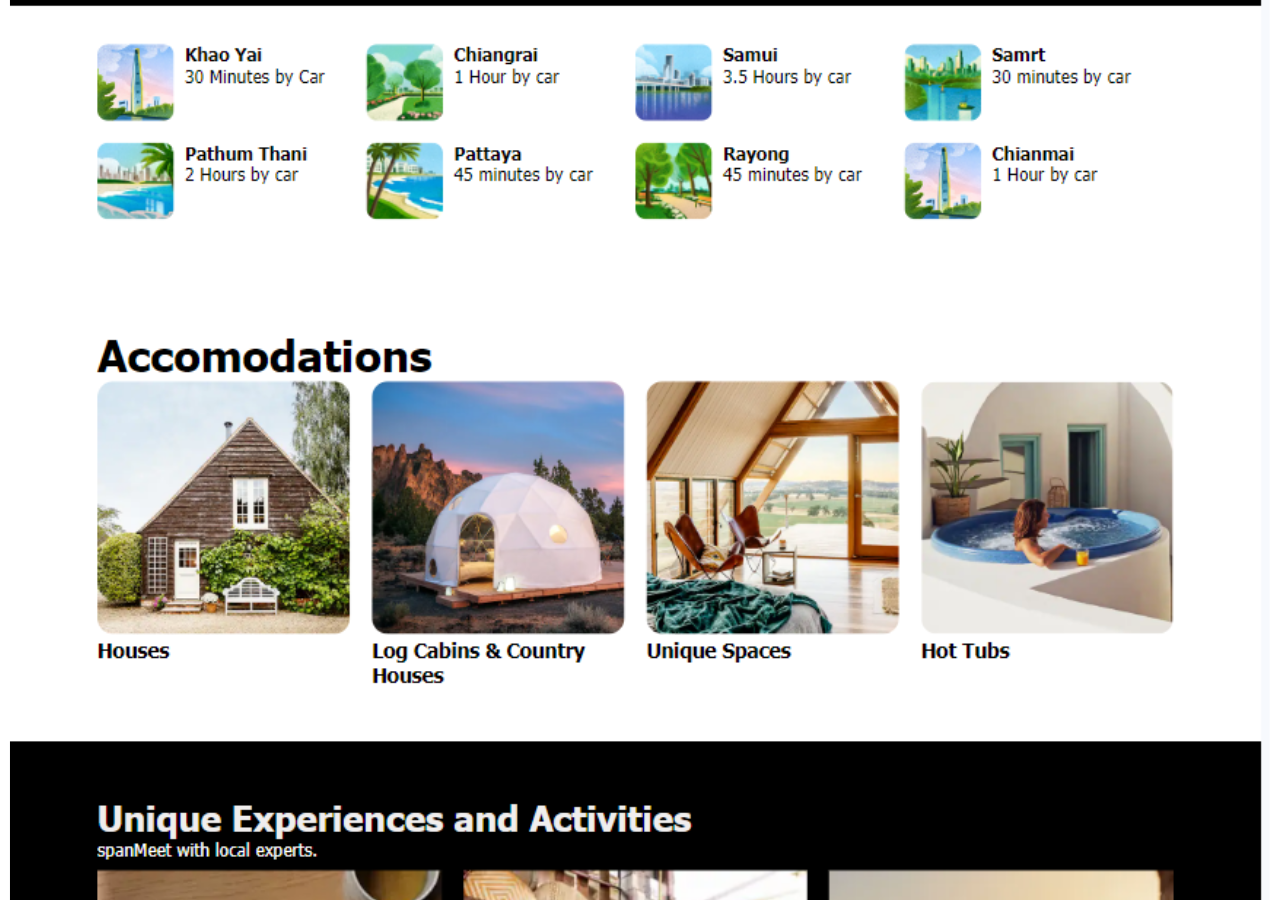 Khao Yai
30 Minutes by Car
Chiangrai
1 Hour by car
Samui
3.5 Hours by car
Samrt
30 minutes by car
Pathum Thani
2 Hours by car
Pattaya
45 minutes by car
Rayong
45 minutes by car
Chianmai
1 Hour by car
Accomodations
Houses
Log Cabins & Country
Houses
Unique Spaces
Hot Tubs
Unique Experiences and Activities
spanMeet with local experts.